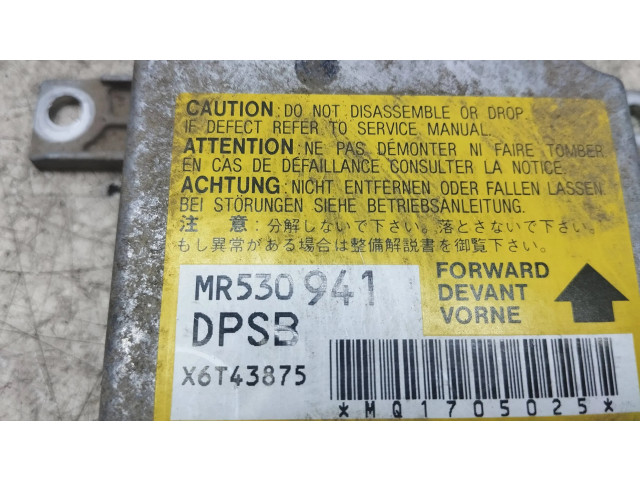 CAUTION: DO NOT DISASSEMBLE OR DROP.
IF DEFECT REFER TO SERVICE MANUAL.
ATTENTION: NE PAS DÉMONTER NI FAIRE TOMBER
EN CAS DE DÉFAILLANCE CONSULTER LA NOTICE.
ACHTUNG: NICHT ENTFERNEN ODER FALLEN LASSEN.
BEI STÖRUNGEN SIEHE BETRIEBSANLEITUNG.
注 意:分解しないで下さい。落とさないで下さい。
もし異常がある場合は整備解説書を御覧下さい。
MR530941
DPSB
X6T43875
FORWARD
DEVANT
VORNE
*MQ1705025*